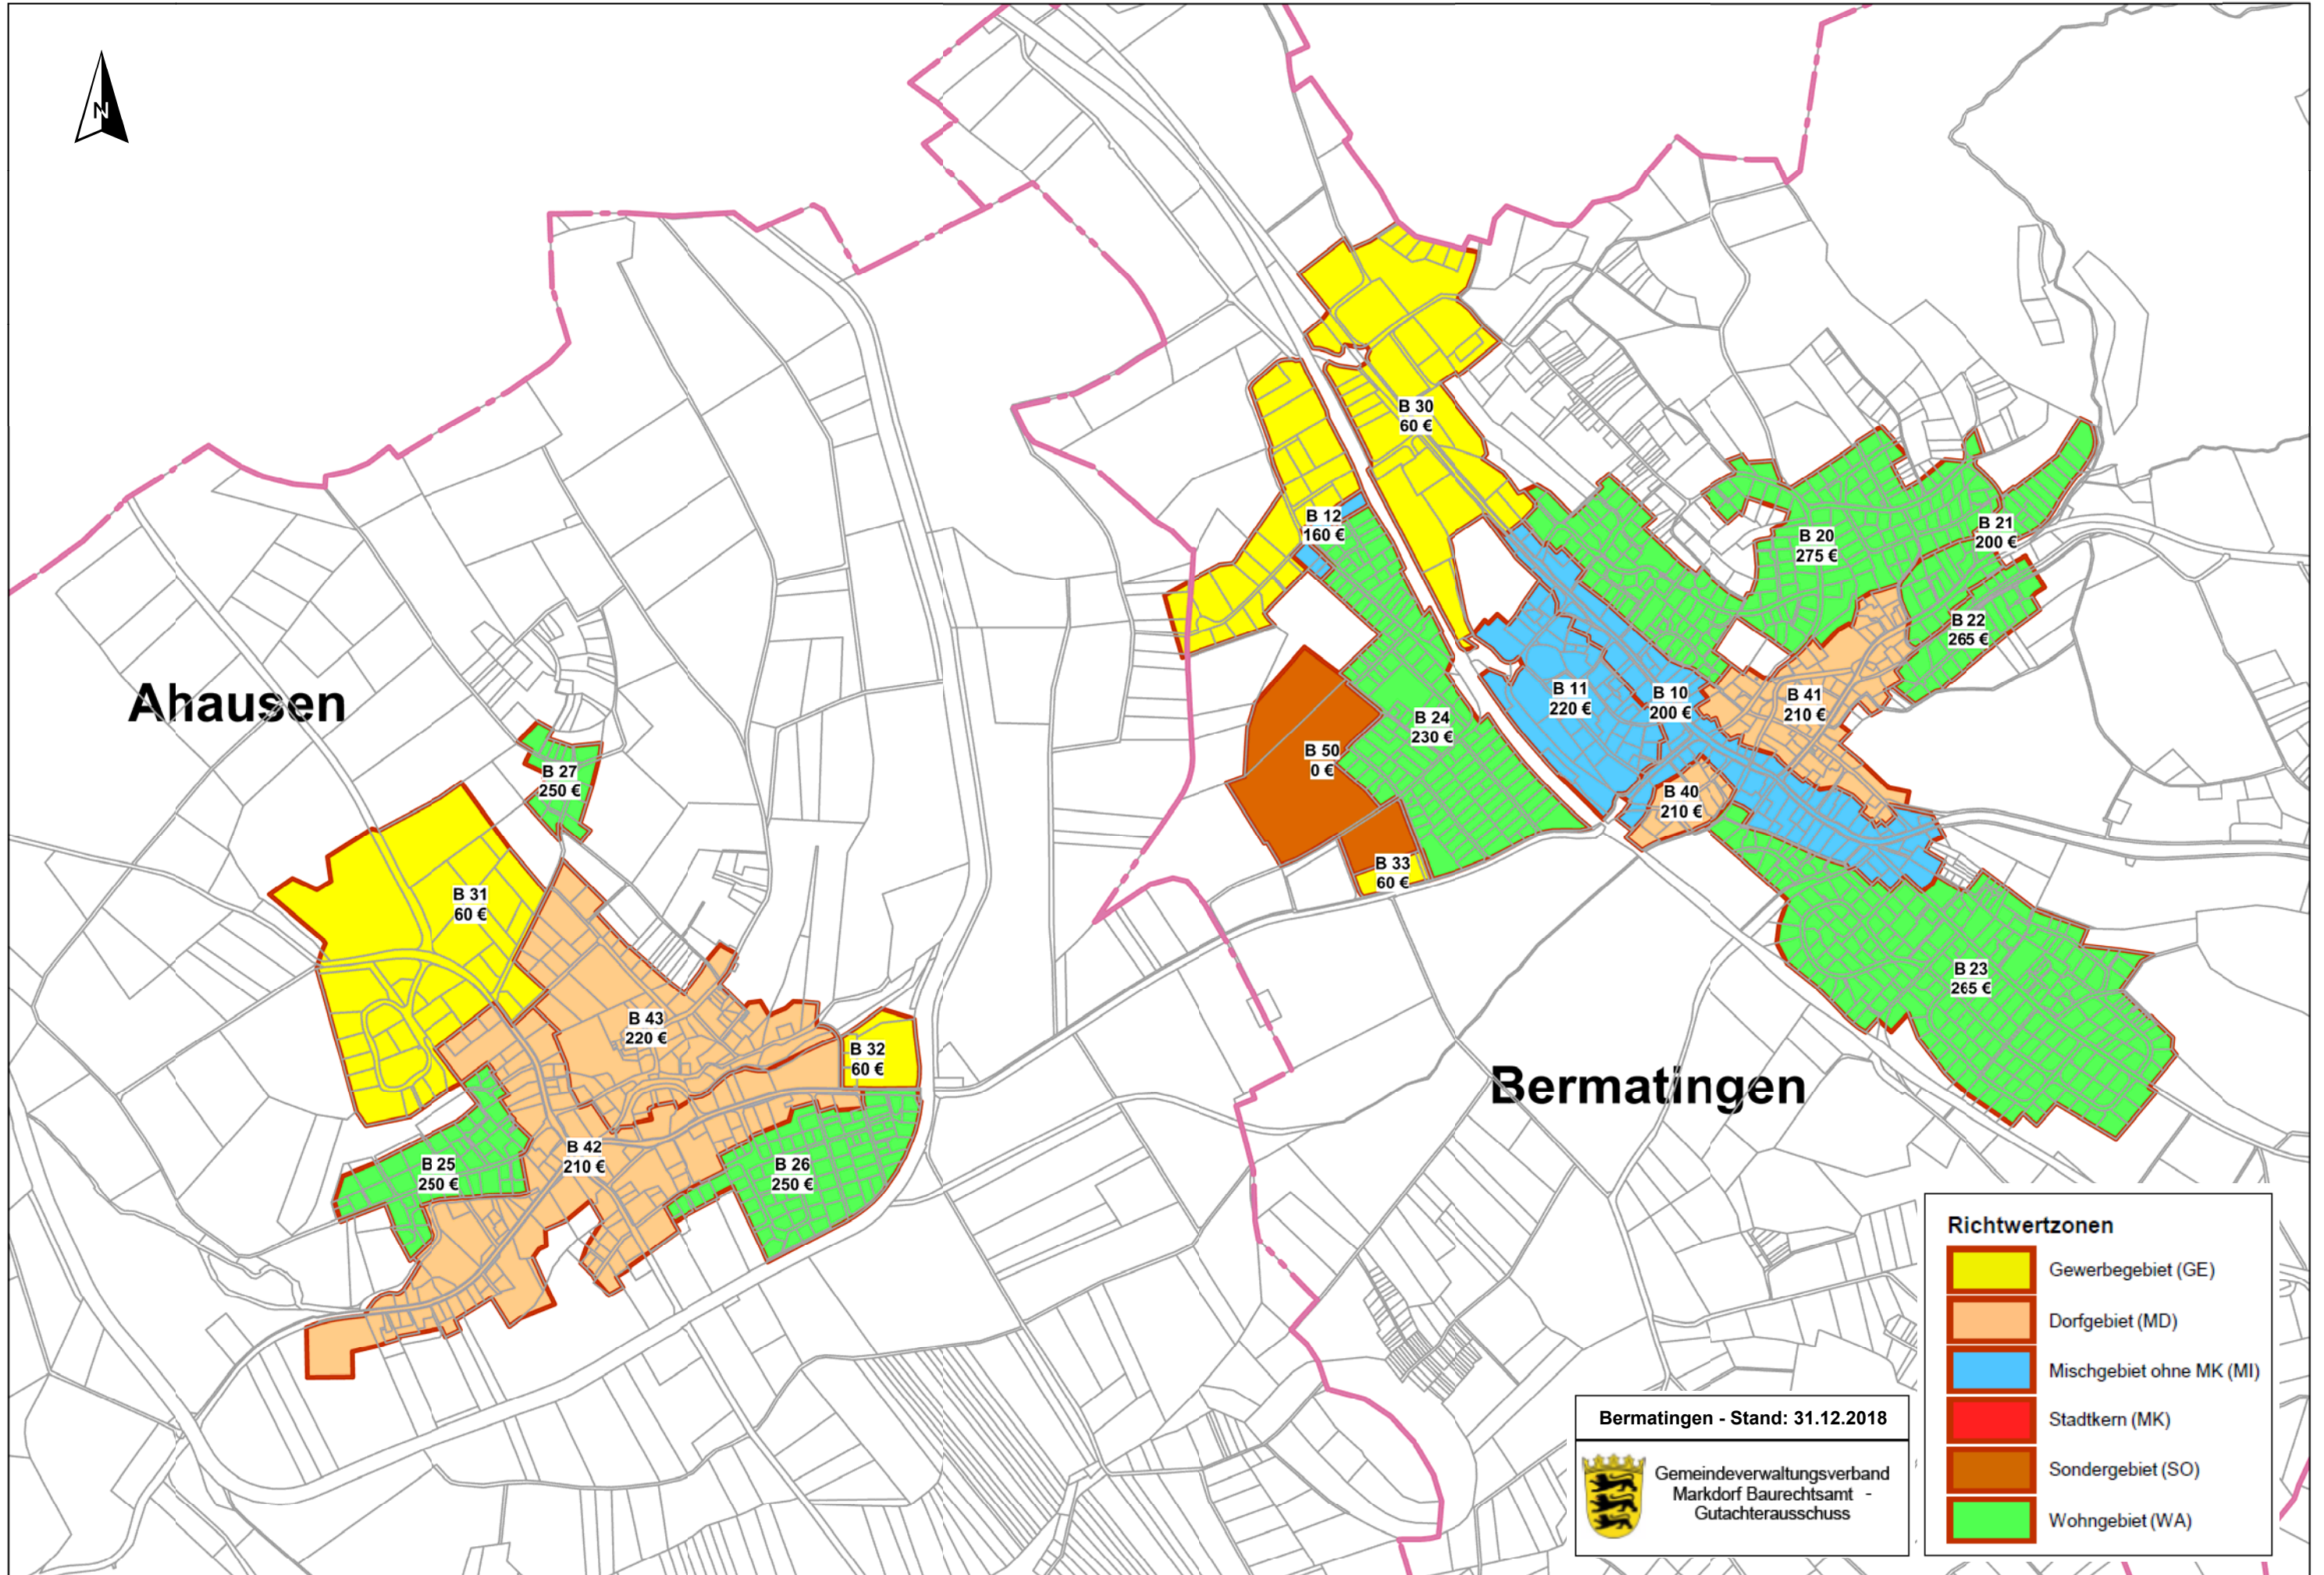 N
B 30
60 €
B 12
160 €
B 21
200 €
B 20
275 €
B 22
265 €
Ahausen
B 11
220 €
B 10
200 €
B 41
210 €
B 24
230 €
B 50
0 €
B 27
250 €
B 40
210 €
B 33
60 €
B 31
60 €
B 23
265 €
B 43
220 €
B 32
60 €
Bermatingen
B 42
210 €
B 25
250 €
B 26
250 €
Richtwertzonen
Gewerbegebiet (GE)
Dorfgebiet (MD)
Mischgebiet ohne MK (MI)
Stadtkern (MK)
Sondergebiet (SO)
Wohngebiet (WA)
Bermatingen - Stand: 31.12.2018
Gemeindeverwaltungsverband
Markdorf Baurechtsamt -
Gutachterausschuss